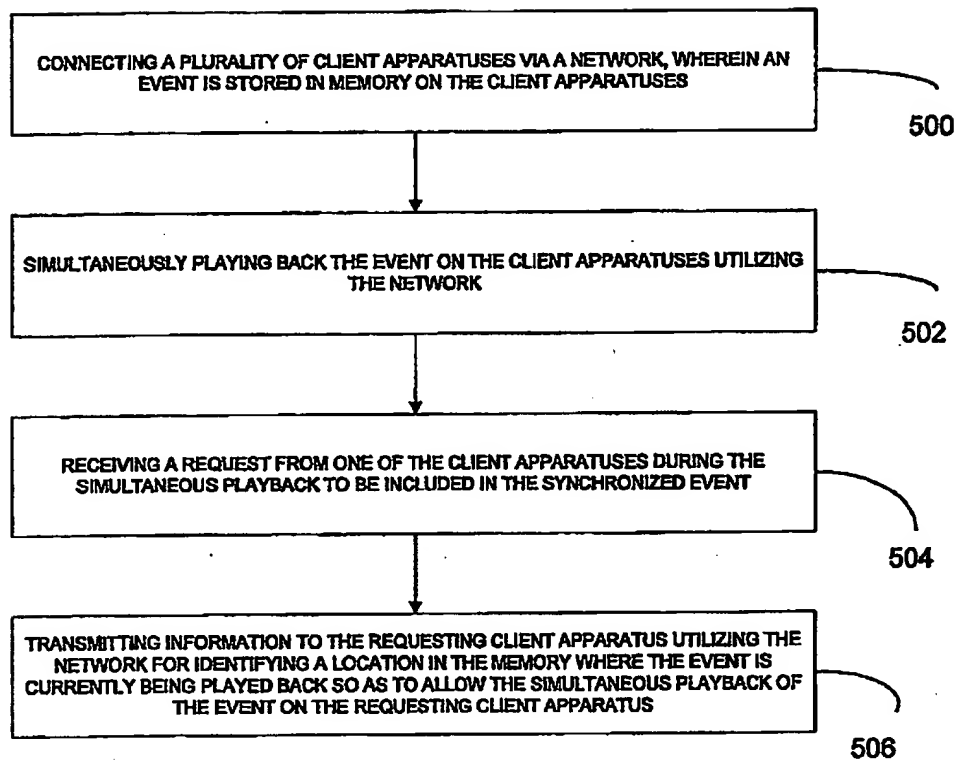 CONNECTING A PLURALITY OF CLIENT APPARATUSES VIA A NETWORK, WHEREIN AN
EVENT IS STORED IN MEMORY ON THE CLIENT APPARATUSES
500
SIMULTANEOUSLY PLAYING BACK THE EVENT ON THE CLIENT APPARATUSES UTILIZING
THE NETWORK
502
RECEIVING A REQUEST FROM ONE OF THE CLIENT APPARATUSES DURING THE
SIMULTANEOUS PLAYBACK TO BE INCLUDED IN THE SYNCHRONIZED EVENT
504
TRANSMITTING INFORMATION TO THE REQUESTING CLIENT APPARATUS UTILIZING THE
NETWORK FOR IDENTIFYING A LOCATION IN THE MEMORY WHERE THE EVENT IS
CURRENTLY BEING PLAYED BACK SO AS TO ALLOW THE SIMULTANEOUS PLAYBACK OF
THE EVENT ON THE REQUESTING CLIENT APPARATUS
506